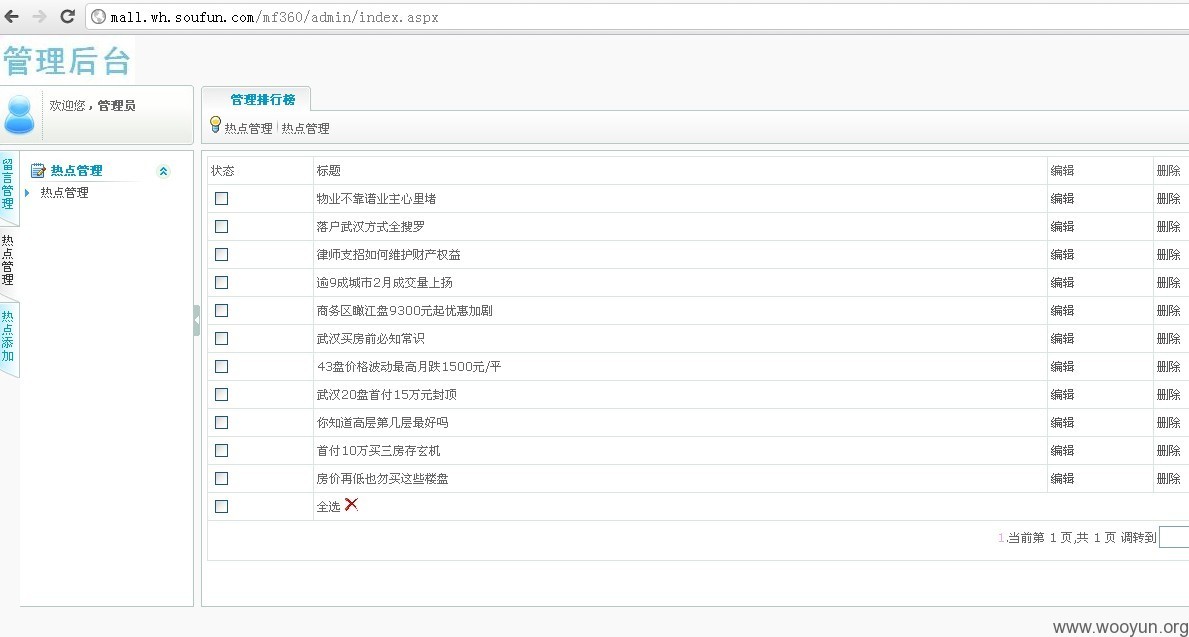 mall.wh.soufun.com/mf360/admin/index.aspx
管理后台
欢迎您，管理员
管理排行榜
热点管理 | 热点管理
留言管理
热点管理
热点添加
热点管理
热点管理
状态 标题 编辑 删除
物业不靠谱业主心里堵 编辑 删除
落户武汉方式全搜罗 编辑 删除
律师支招如何维护财产权益 编辑 删除
逾9成城市2月成交量上扬 编辑 删除
商务区瞰江盘9300元起优惠加剧 编辑 删除
武汉买房前必知常识 编辑 删除
43盘价格波动最高月跌1500元/平 编辑 删除
武汉20盘首付15万元封顶 编辑 删除
你知道高层第几层最好吗 编辑 删除
首付10万买三房存玄机 编辑 删除
房价再低也勿买这些楼盘 编辑 删除
全选
1.当前第 1 页,共 1 页 调转到
www.wooyun.org